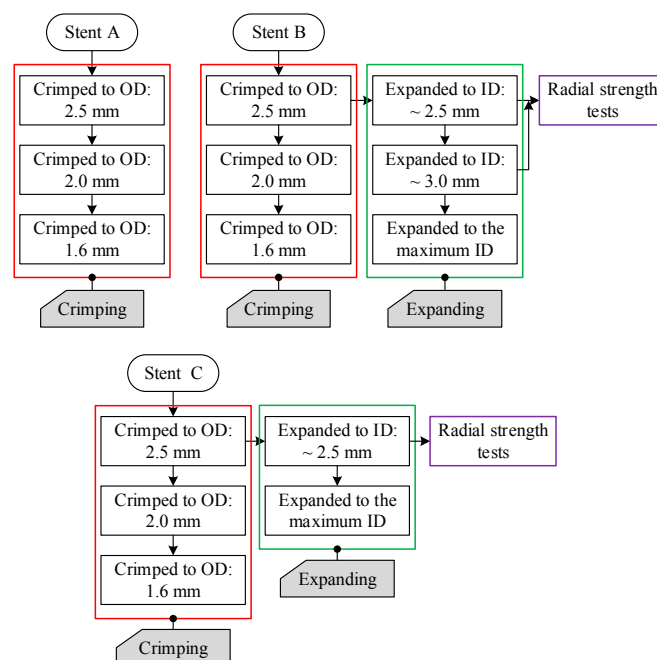 Stent A
Crimped to OD:
2.5 mm
Crimped to OD:
2.0 mm
Crimped to OD:
1.6 mm
Crimping
Stent B
Crimped to OD:
2.5 mm
Crimped to OD:
2.0 mm
Crimped to OD:
1.6 mm
Crimping
Expanded to ID:
~ 2.5 mm
Expanded to ID:
~ 3.0 mm
Expanded to the
maximum ID
Expanding
Radial strength
tests
Stent C
Crimped to OD:
2.5 mm
Crimped to OD:
2.0 mm
Crimped to OD:
1.6 mm
Crimping
Expanded to ID:
~ 2.5 mm
Expanded to the
maximum ID
Expanding
Radial strength
tests